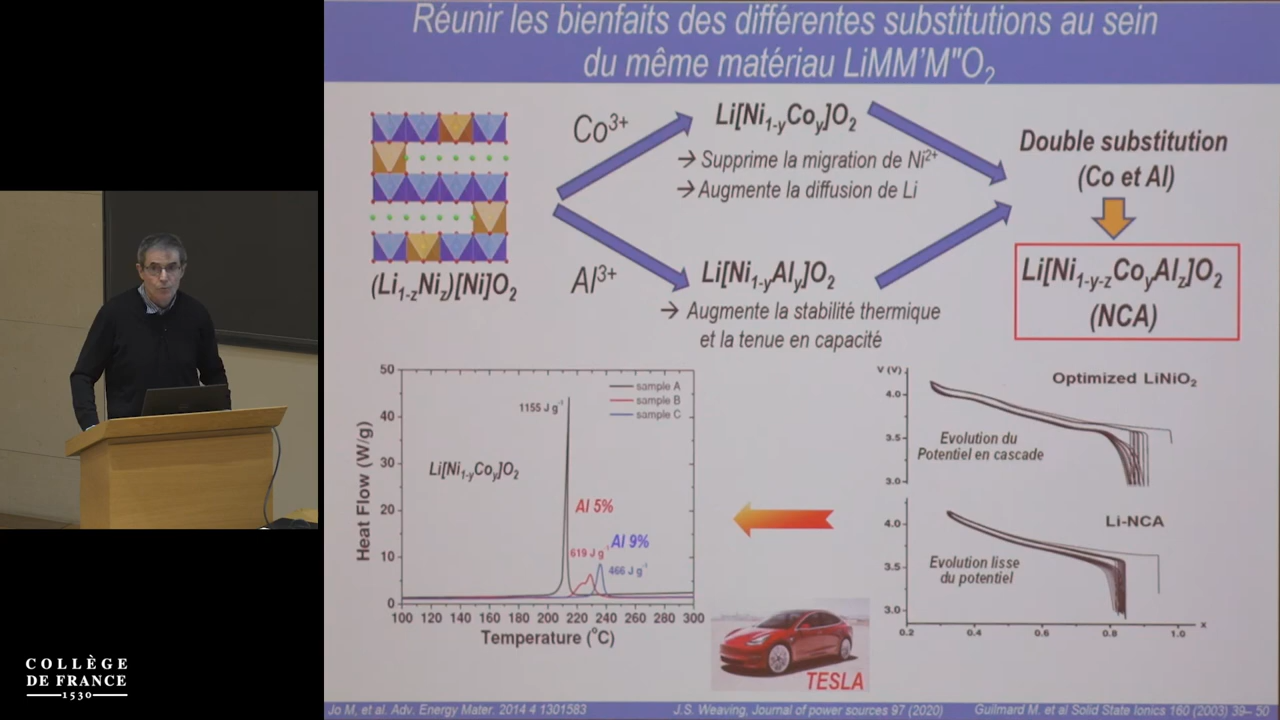 Réunir les bienfaits des différentes substitutions au sein
du même matériau LiMM'M"O2
Co3+
Li[Ni1-yCoy]O2
→ Supprime la migration de Ni2+
→ Augmente la diffusion de Li
Double substitution
(Co et Al)
(Li1-zNiz)[Ni]O2
Al3+
Li[Ni1-yAly]O2
→ Augmente la stabilité thermique
et la tenue en capacité
Li[Ni1-y-zCoyAlz]O2
(NCA)
50
40
30
20
10
0
Heat Flow (W/g)
1155 J g-1
sample A
sample B
sample C
Li[Ni1-yCoy]O2
Al 5%
Al 9%
619 J g-1
466 J g-1
100 120 140 160 180 200 220 240 260 280 300
Temperature (°C)
V (V)
Optimized LiNiO2
4.0
3.5
3.0
Evolution du
Potentiel en cascade
Li-NCA
4.0
3.5
3.0
Evolution lisse
du potentiel
0.2 0.4 0.6 0.8 1.0 x
TESLA
Jo M, et al. Adv. Energy Mater. 2014 4 1301583
J.S. Weaving, Journal of power sources 97 (2020)
Guilmard M. et al Solid State Ionics 160 (2003) 39– 50
COLLÈGE
DE FRANCE
1530